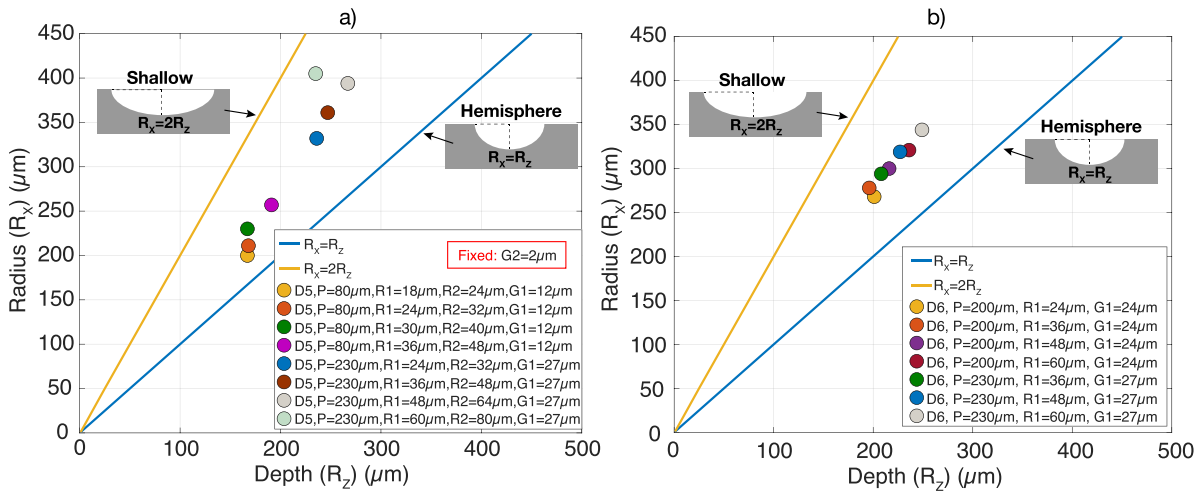 a)
450
400
350
300
250
200
150
100
50
0
0
100
200
300
400
500
Radius (Rx) (µm)
Depth (Rz) (µm)
Shallow
Rx=2Rz
Hemisphere
Rx=Rz
Rx=Rz
Rx=2Rz
Fixed: G2=2µm
D5,P=80µm,R1=18µm,R2=24µm,G1=12µm
D5,P=80µm,R1=24µm,R2=32µm,G1=12µm
D5,P=80µm,R1=30µm,R2=40µm,G1=12µm
D5,P=80µm,R1=36µm,R2=48µm,G1=12µm
D5,P=230µm,R1=24µm,R2=32µm,G1=27µm
D5,P=230µm,R1=36µm,R2=48µm,G1=27µm
D5,P=230µm,R1=48µm,R2=64µm,G1=27µm
D5,P=230µm,R1=60µm,R2=80µm,G1=27µm
b)
450
400
350
300
250
200
150
100
50
0
0
100
200
300
400
500
Radius (Rx) (µm)
Depth (Rz) (µm)
Shallow
Rx=2Rz
Hemisphere
Rx=Rz
Rx=Rz
Rx=2Rz
D6, P=200µm, R1=24µm, G1=24µm
D6, P=200µm, R1=36µm, G1=24µm
D6, P=200µm, R1=48µm, G1=24µm
D6, P=200µm, R1=60µm, G1=24µm
D6, P=230µm, R1=36µm, G1=27µm
D6, P=230µm, R1=48µm, G1=27µm
D6, P=230µm, R1=60µm, G1=27µm